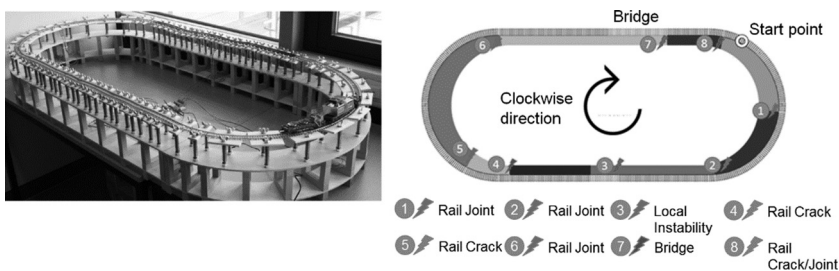 Bridge
Start point
Clockwise
direction
6
7
8
1
5
4
3
2
1 Rail Joint
2 Rail Joint
3 Local
Instability
4 Rail Crack
5 Rail Crack
6 Rail Joint
7 Bridge
8 Rail
Crack/Joint